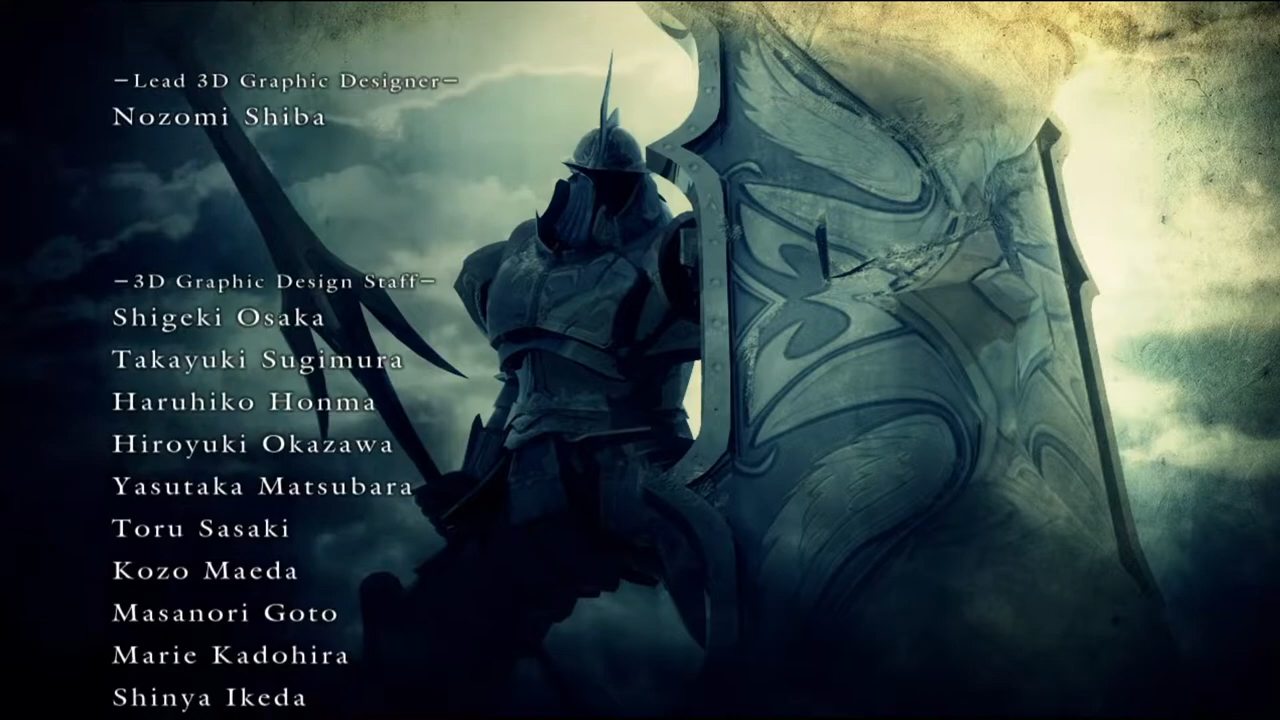 -Lead 3D Graphic Designer-
Nozomi Shiba
-3D Graphic Design Staff-
Shigeki Osaka
Takayuki Sugimura
Haruhiko Honma
Hiroyuki Okazawa
Yasutaka Matsubara
Toru Sasaki
Kozo Maeda
Masanori Goto
Marie Kadohira
Shinya Ikeda